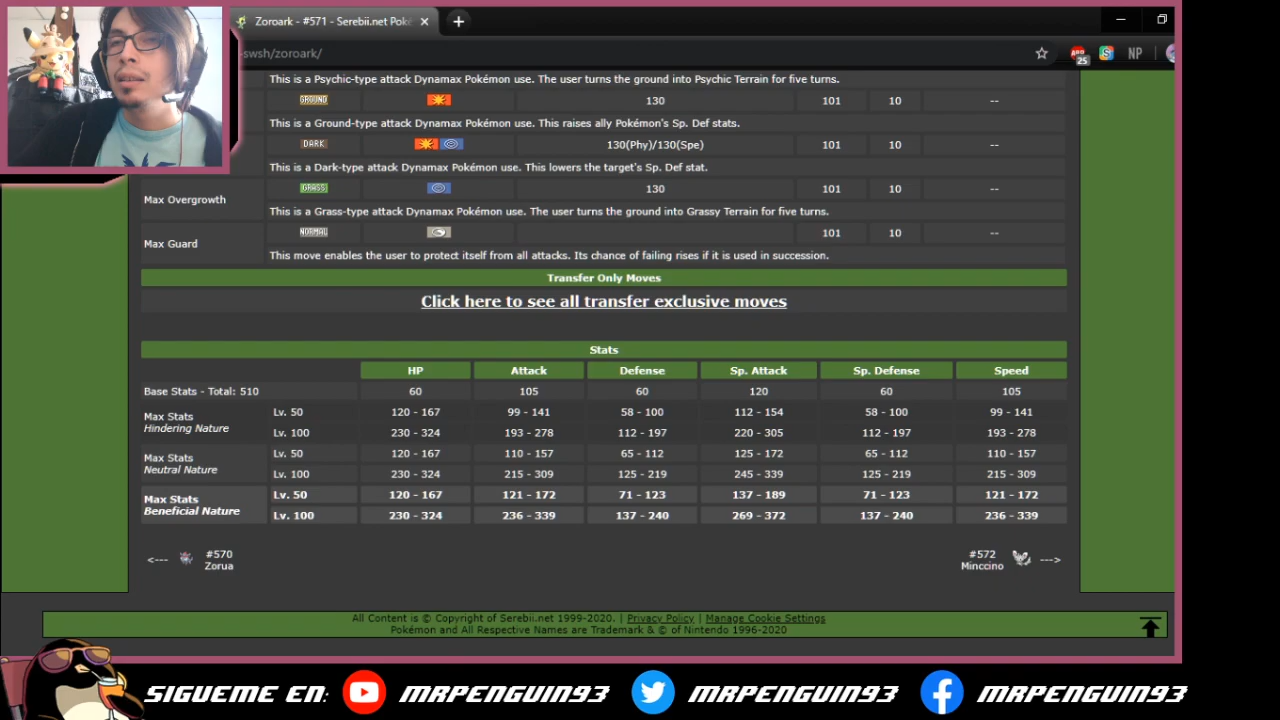 Zoroark - #571 - Serebii.net Poké
-swsh/zoroark/
25
NP
This is a Psychic-type attack Dynamax Pokémon use. The user turns the ground into Psychic Terrain for five turns.
GROUND 130 101 10 --
This is a Ground-type attack Dynamax Pokémon use. This raises ally Pokémon's Sp. Def stats.
DARK 130(Phy)/130(Spe) 101 10 --
This is a Dark-type attack Dynamax Pokémon use. This lowers the target's Sp. Def stat.
Max Overgrowth GRASS 130 101 10 --
This is a Grass-type attack Dynamax Pokémon use. The user turns the ground into Grassy Terrain for five turns.
Max Guard NORMAL 101 10 --
This move enables the user to protect itself from all attacks. Its chance of failing rises if it is used in succession.
Transfer Only Moves
Click here to see all transfer exclusive moves
Stats
HP Attack Defense Sp. Attack Sp. Defense Speed
Base Stats - Total: 510 60 105 60 120 60 105
Max Stats
Hindering Nature
Lv. 50 120 - 167 99 - 141 58 - 100 112 - 154 58 - 100 99 - 141
Lv. 100 230 - 324 193 - 278 112 - 197 220 - 305 112 - 197 193 - 278
Max Stats
Neutral Nature
Lv. 50 120 - 167 110 - 157 65 - 112 125 - 172 65 - 112 110 - 157
Lv. 100 230 - 324 215 - 309 125 - 219 245 - 339 125 - 219 215 - 309
Max Stats
Beneficial Nature
Lv. 50 120 - 167 121 - 172 71 - 123 137 - 189 71 - 123 121 - 172
Lv. 100 230 - 324 236 - 339 137 - 240 269 - 372 137 - 240 236 - 339
<--- #570
Zorua
#572 --->
Minccino
All Content is © Copyright of Serebii.net 1999-2020. | Privacy Policy | Manage Cookie Settings
Pokémon and All Respective Names are Trademark & © of Nintendo 1996-2020
SIGUEME EN: MRPENGUIN93 MRPENGUIN93 MRPENGUIN93